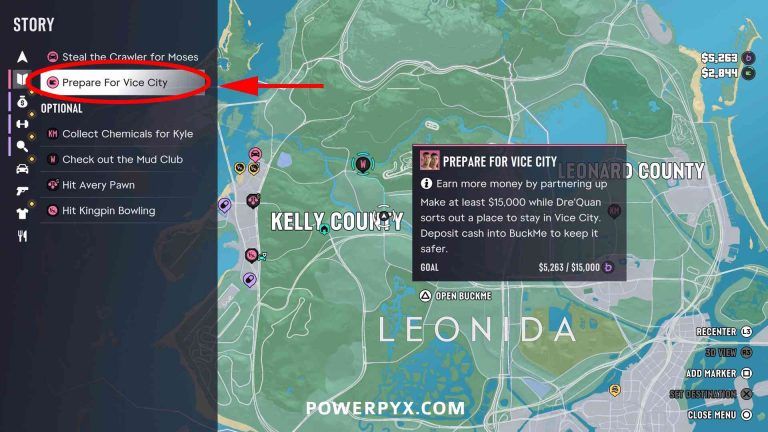 STORY
Steal the Crawler for Moses
Prepare For Vice City
OPTIONAL
KM Collect Chemicals for Kyle
W Check out the Mud Club
Hit Avery Pawn
Hit Kingpin Bowling
$5,263
$2,844
W
KELLY COUNTY
LEONARD COUNTY
KM
PREPARE FOR VICE CITY
Earn more money by partnering up
Make at least $15,000 while Dre'Quan
sorts out a place to stay in Vice City.
Deposit cash into BuckMe to keep it
safer.
GOAL $5,263 / $15,000
OPEN BUCKME
LEONIDA
RECENTER L3
3D VIEW R3
ADD MARKER
SET DESTINATION
CLOSE MENU
POWERPYX.COM